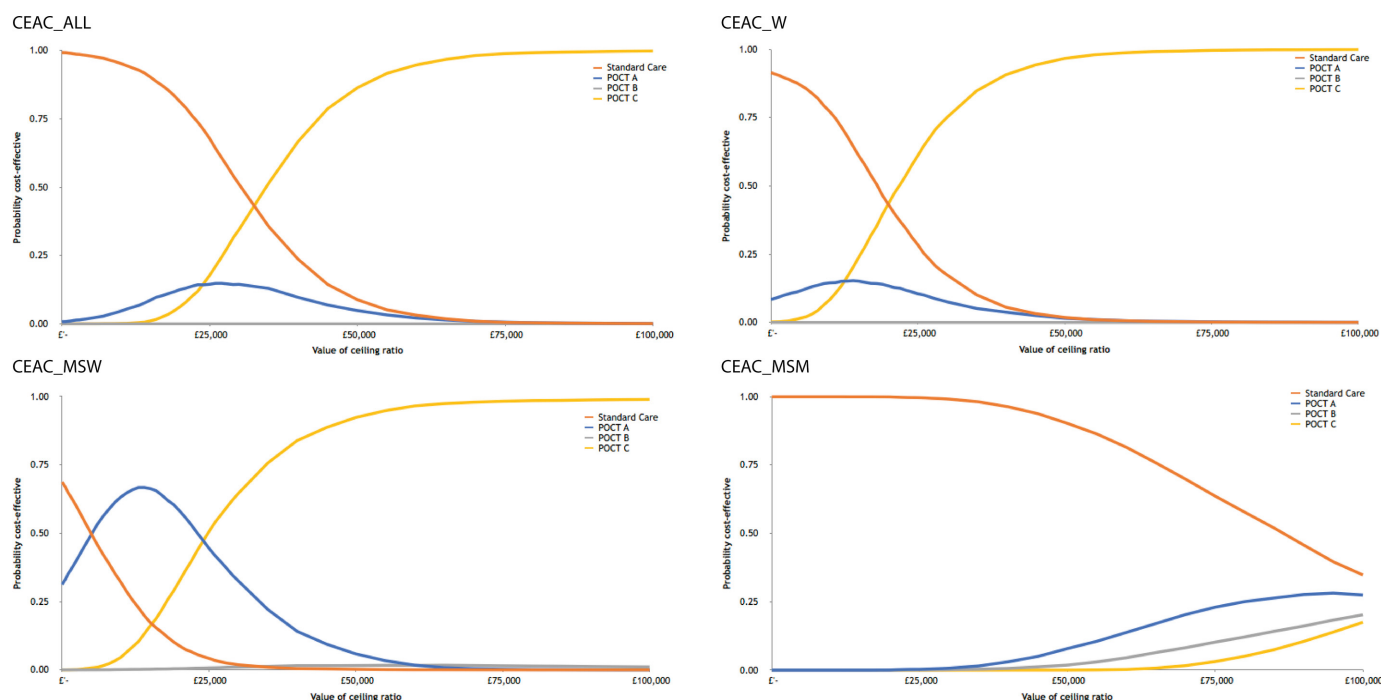 CEAC_ALL
1.00
0.75
0.50
0.25
0.00
Probability cost-effective
£-
£25,000
£50,000
£75,000
£100,000
Value of ceiling ratio
Standard Care
POCT A
POCT B
POCT C
CEAC_W
1.00
0.75
0.50
0.25
0.00
Probability cost-effective
£-
£25,000
£50,000
£75,000
£100,000
Value of ceiling ratio
Standard Care
POCT A
POCT B
POCT C
CEAC_MSW
1.00
0.75
0.50
0.25
0.00
Probability cost-effective
£-
£25,000
£50,000
£75,000
£100,000
Value of ceiling ratio
Standard Care
POCT A
POCT B
POCT C
CEAC_MSM
1.00
0.75
0.50
0.25
0.00
Probability cost-effective
£-
£25,000
£50,000
£75,000
£100,000
Value of ceiling ratio
Standard Care
POCT A
POCT B
POCT C